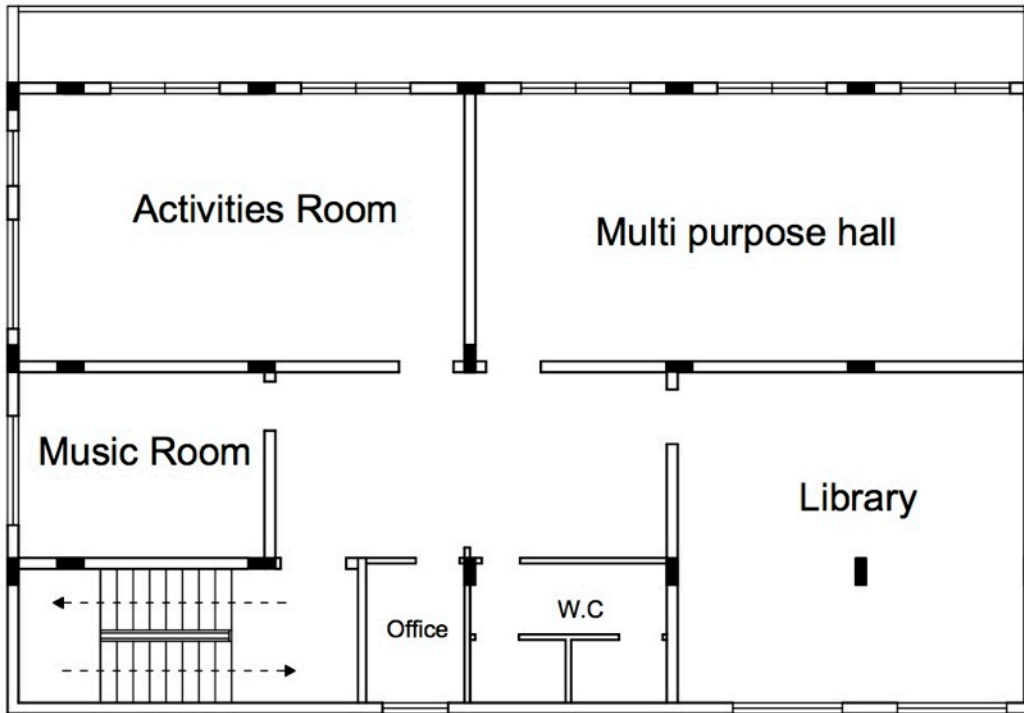 Activities Room
Multi purpose hall
Music Room
Library
W.C
Office